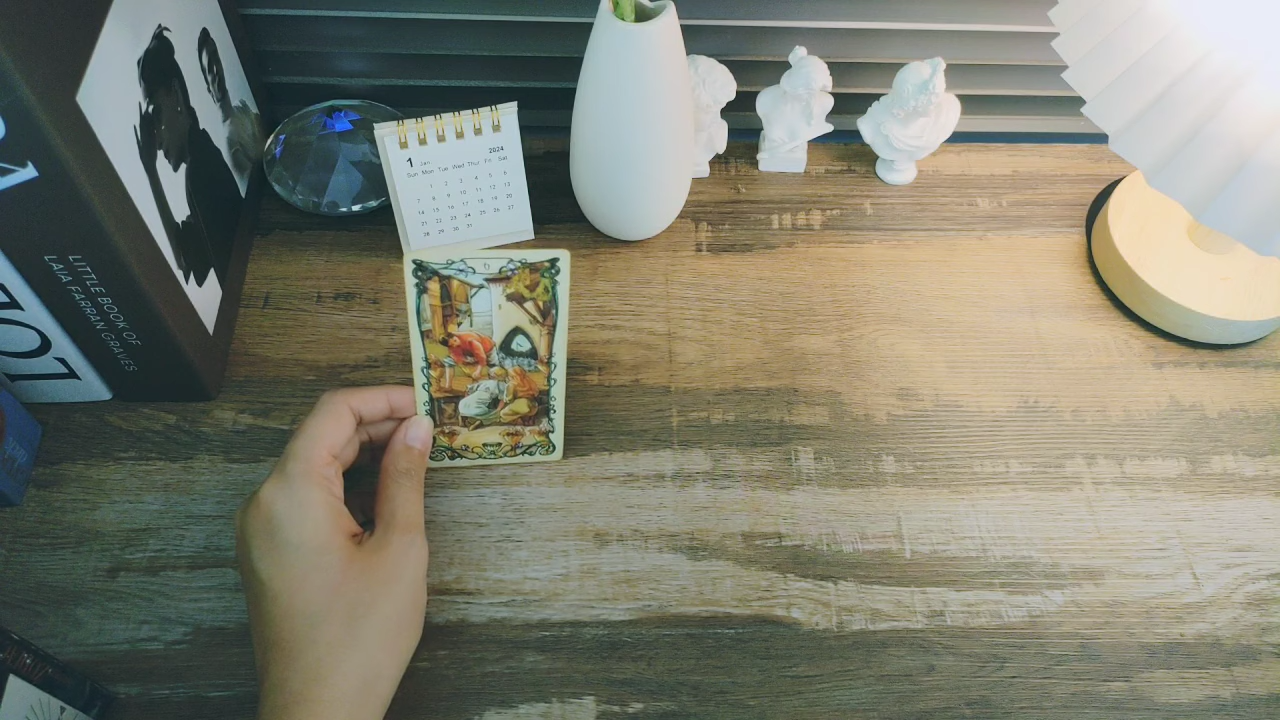 LITTLE BOOK OF
LAIA FARRAN GRAVES
1 Jan 2024
Sun Mon Tue Wed Thu Fri Sat
1 2 3 4 5 6
7 8 9 10 11 12 13
14 15 16 17 18 19 20
21 22 23 24 25 26 27
28 29 30 31